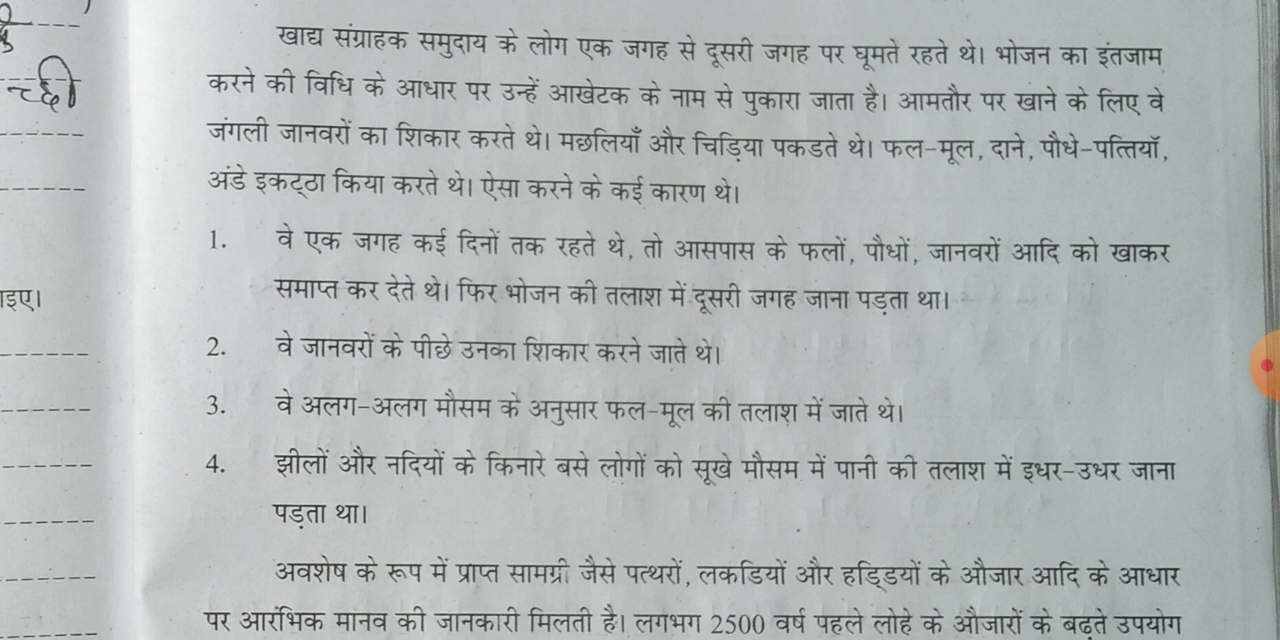 खाद्य संग्राहक समुदाय के लोग एक जगह से दूसरी जगह पर घूमते रहते थे। भोजन का इंतजाम
करने की विधि के आधार पर उन्हें आखेटक के नाम से पुकारा जाता है। आमतौर पर खाने के लिए वे
जंगली जानवरों का शिकार करते थे। मछलियाँ और चिड़िया पकडते थे। फल-मूल, दाने, पौधे-पत्तियॉ,
अंडे इकट्ठा किया करते थे। ऐसा करने के कई कारण थे।
1. वे एक जगह कई दिनों तक रहते थे, तो आसपास के फलों, पौधों, जानवरों आदि को खाकर
समाप्त कर देते थे। फिर भोजन की तलाश में दूसरी जगह जाना पड़ता था।
ाइए।
2. वे जानवरों के पीछे उनका शिकार करने जाते थे।
3. वे अलग-अलग मौसम के अनुसार फल-मूल की तलाश में जाते थे।
4. झीलों और नदियों के किनारे बसे लोगों को सूखे मौसम में पानी की तलाश में इधर-उधर जाना
पड़ता था।
अवशेष के रूप में प्राप्त सामग्री जैसे पत्थरों, लकडियों और हड्डियों के औजार आदि के आधार
पर आरंभिक मानव की जानकारी मिलती है। लगभग 2500 वर्ष पहले लोहे के औजारों के बढ़ते उपयोग